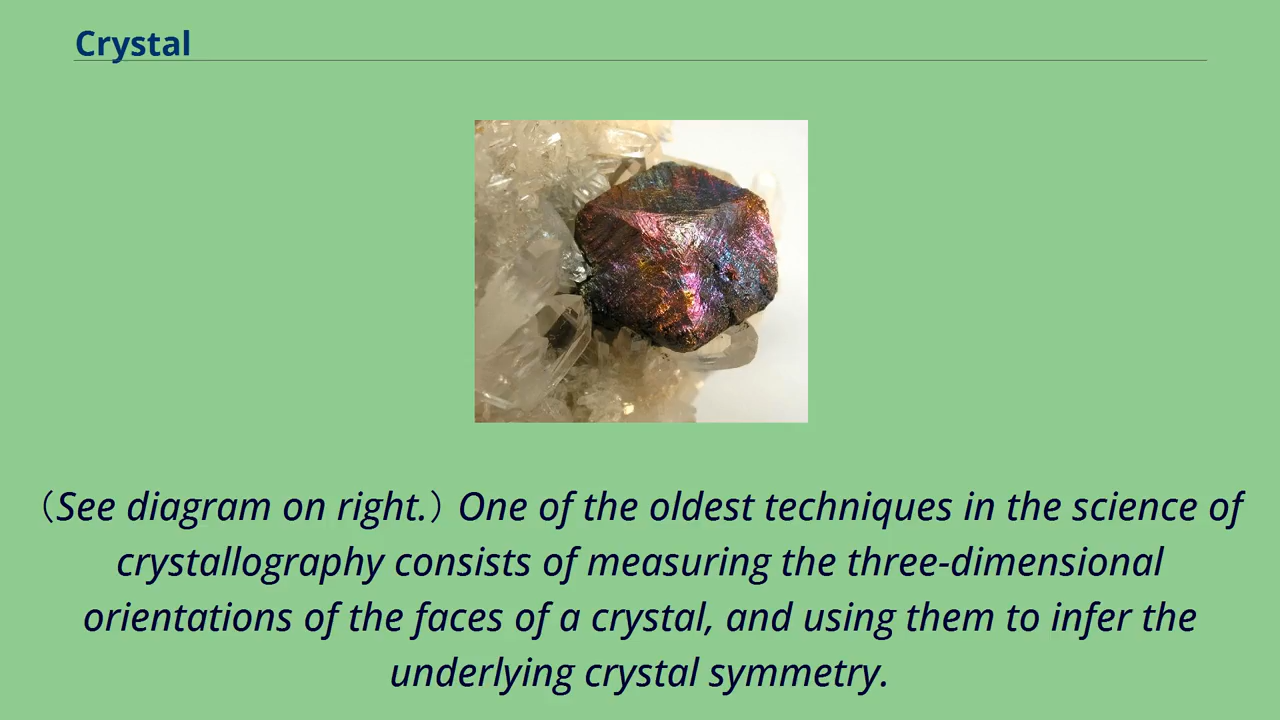 Crystal
（See diagram on right.）One of the oldest techniques in the science of
crystallography consists of measuring the three-dimensional
orientations of the faces of a crystal, and using them to infer the
underlying crystal symmetry.